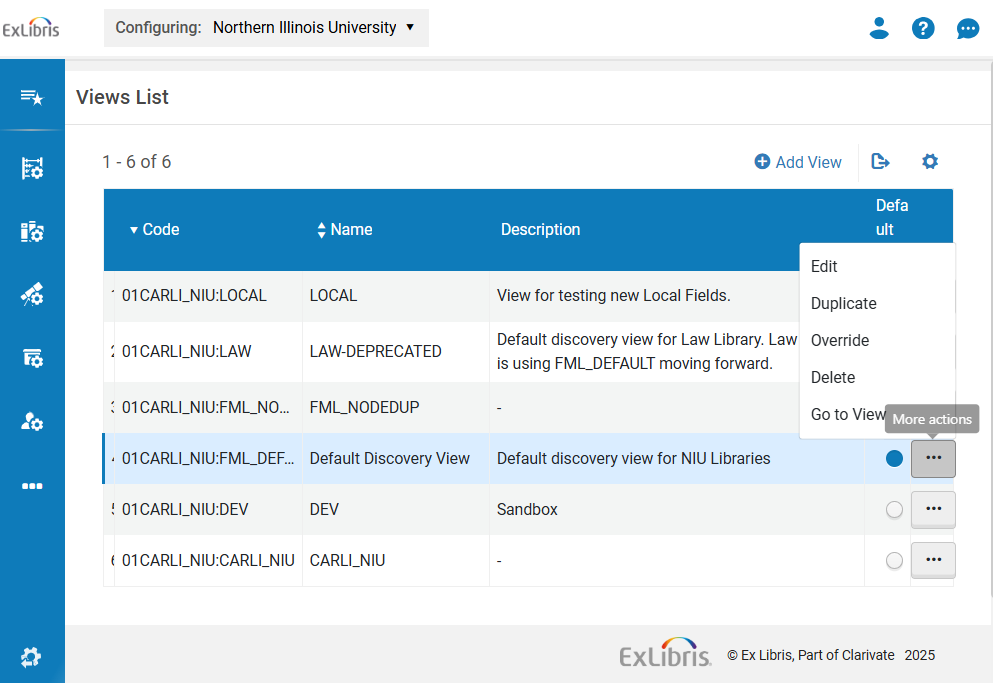 ExLibris
Configuring: Northern Illinois University
Views List
1 - 6 of 6
Add View
Code Name Description Defa
ult
01CARLI_NIU:LOCAL LOCAL View for testing new Local Fields.
01CARLI_NIU:LAW LAW-DEPRECATED Default discovery view for Law Library. Law
is using FML_DEFAULT moving forward.
01CARLI_NIU:FML_NO... FML_NODEDUP -
01CARLI_NIU:FML_DEF... Default Discovery View Default discovery view for NIU Libraries
5 01CARLI_NIU:DEV DEV Sandbox
6 01CARLI_NIU:CARLI_NIU CARLI_NIU -
Edit
Duplicate
Override
Delete
Go to View
More actions
ExLibris. © Ex Libris, Part of Clarivate 2025